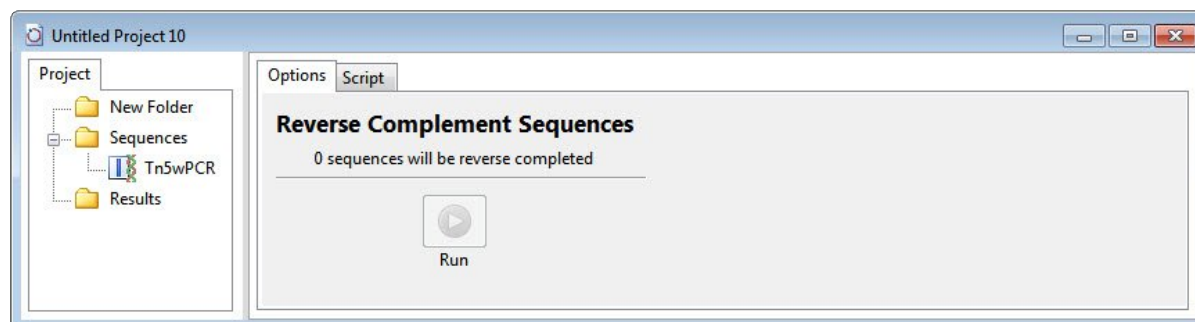 Untitled Project 10
Project
New Folder
Sequences
Tn5wPCR
Results
Options
Script
Reverse Complement Sequences
0 sequences will be reverse completed
Run